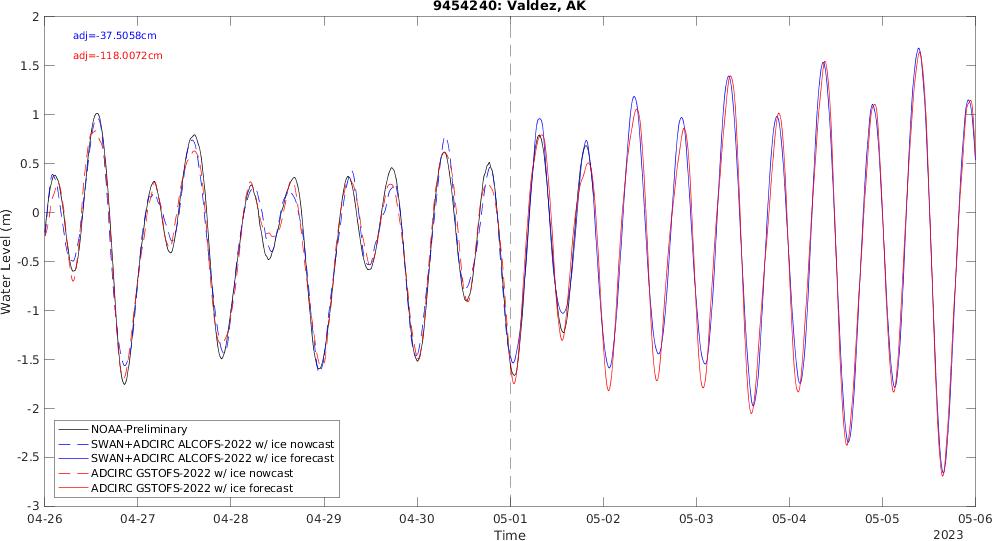 9454240: Valdez, AK
adj=-37.5058cm
adj=-118.0072cm
Water Level (m)
2
1.5
1
0.5
0
-0.5
-1
-1.5
-2
-2.5
-3
NOAA-Preliminary
SWAN+ADCIRC ALCOFS-2022 w/ ice nowcast
SWAN+ADCIRC ALCOFS-2022 w/ ice forecast
ADCIRC GSTOFS-2022 w/ ice nowcast
ADCIRC GSTOFS-2022 w/ ice forecast
04-26 04-27 04-28 04-29 04-30 05-01 05-02 05-03 05-04 05-05 05-06
Time
2023